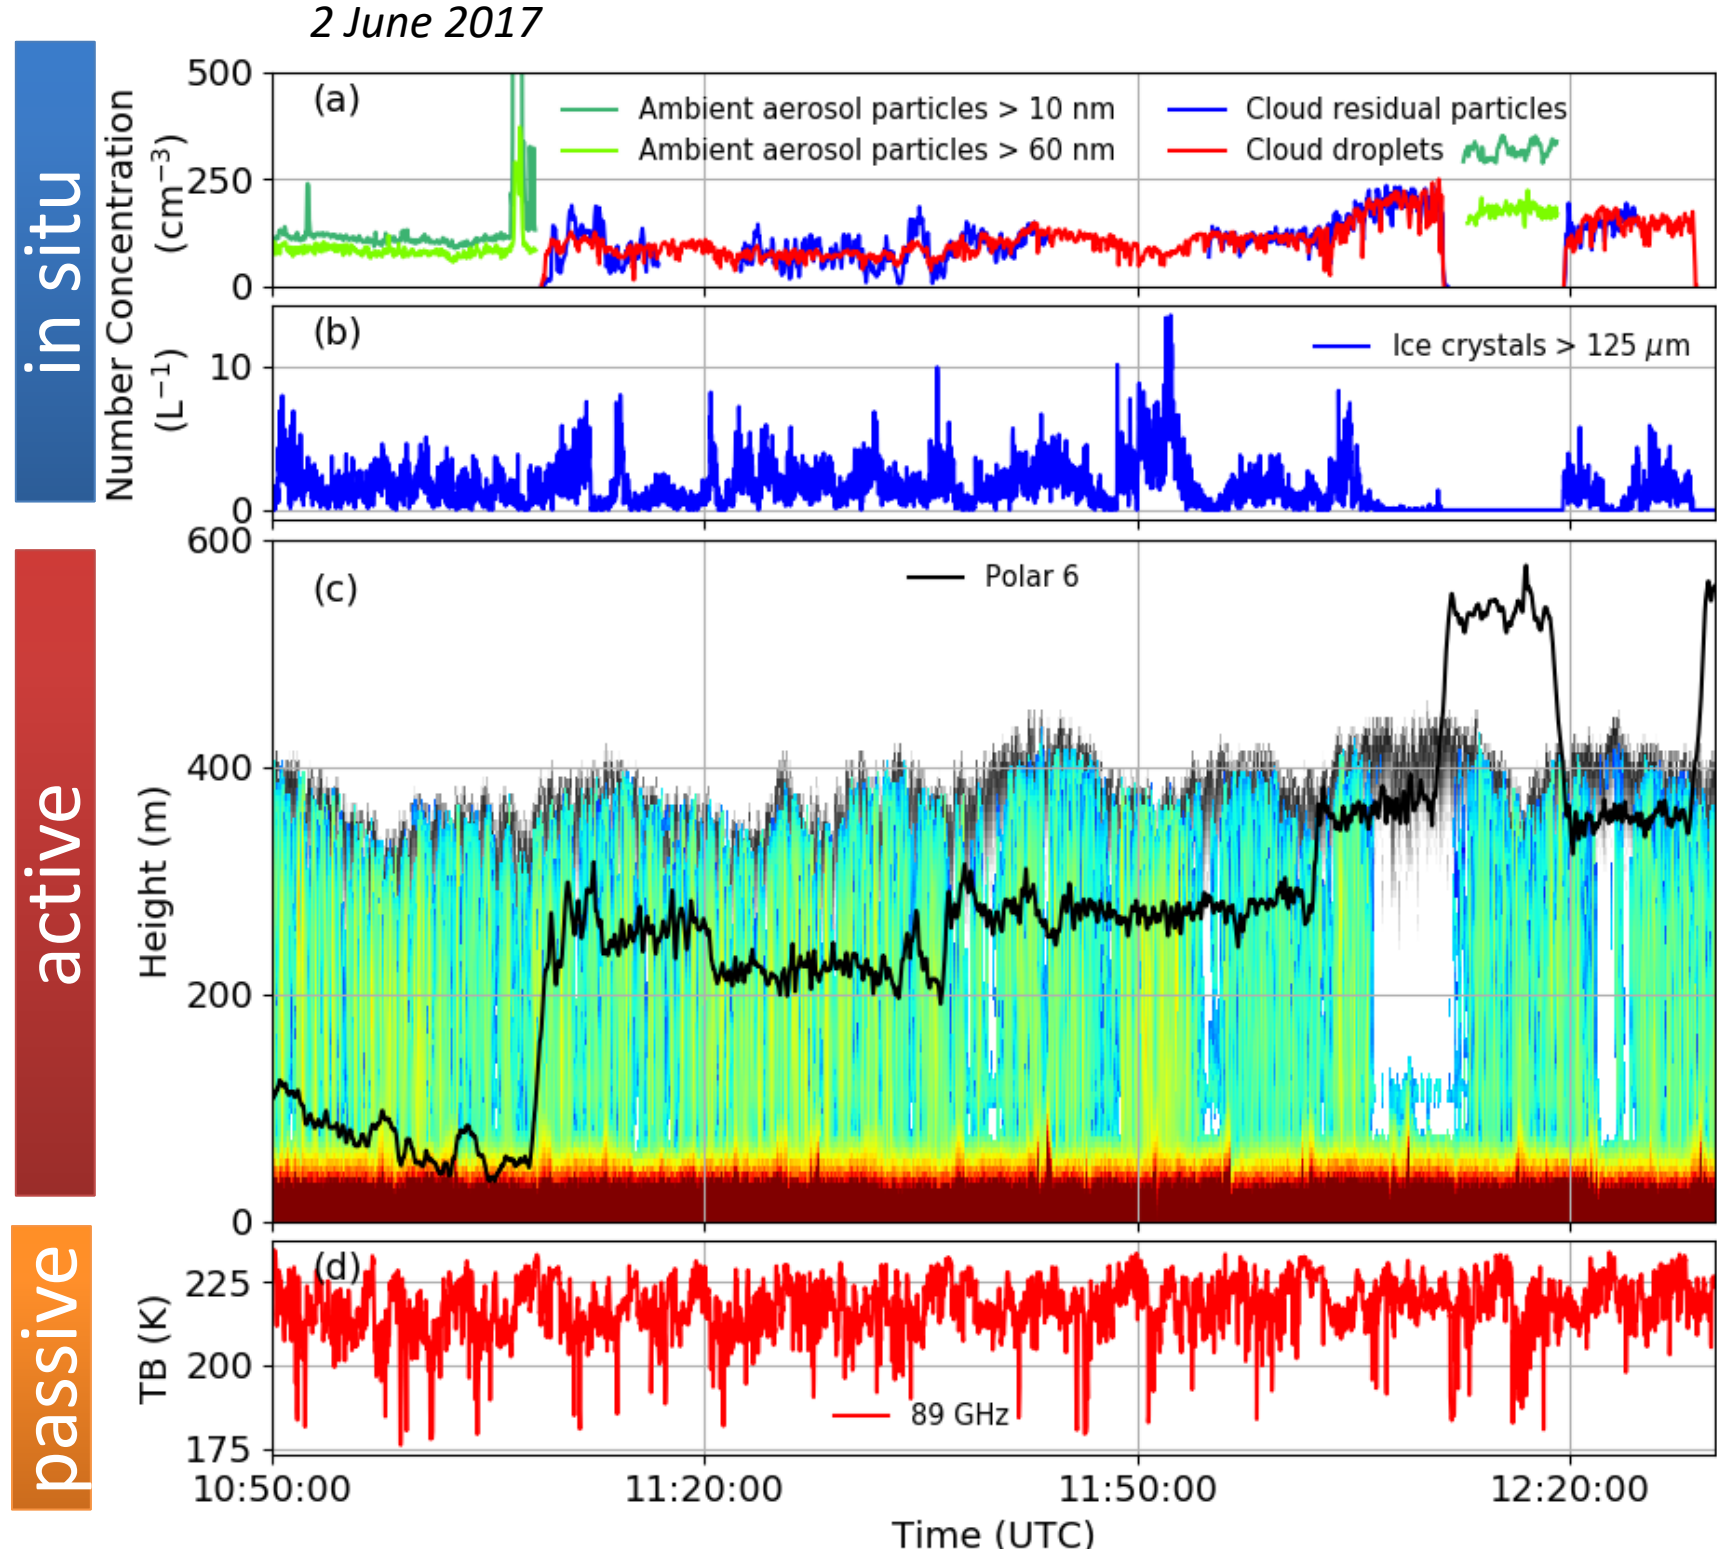 2 June 2017
in situ
active
passive
Number Concentration
(cm⁻³)
(L⁻¹)
500
250
0
(a)
Ambient aerosol particles > 10 nm
Ambient aerosol particles > 60 nm
Cloud residual particles
Cloud droplets
10
0
(b)
Ice crystals > 125 μm
Height (m)
600
400
200
0
(c)
Polar 6
TB (K)
225
200
175
(d)
89 GHz
10:50:00
11:20:00
11:50:00
12:20:00
Time (UTC)